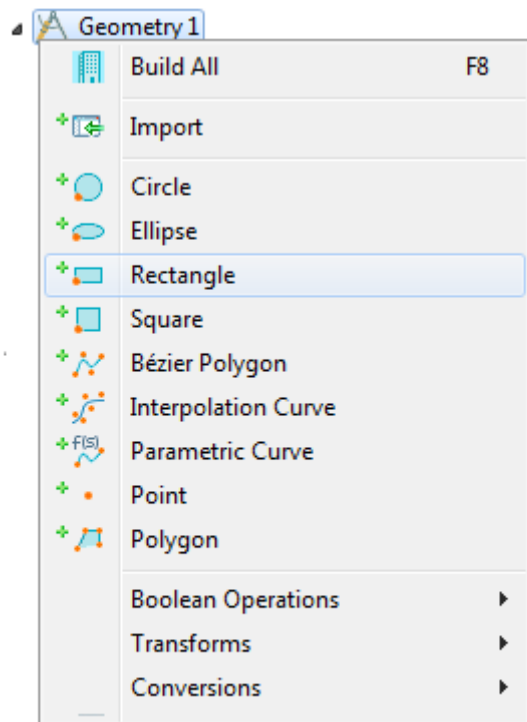 Geometry 1
Build All F8
Import
Circle
Ellipse
Rectangle
Square
Bézier Polygon
Interpolation Curve
f(s)
Parametric Curve
Point
Polygon
Boolean Operations
Transforms
Conversions